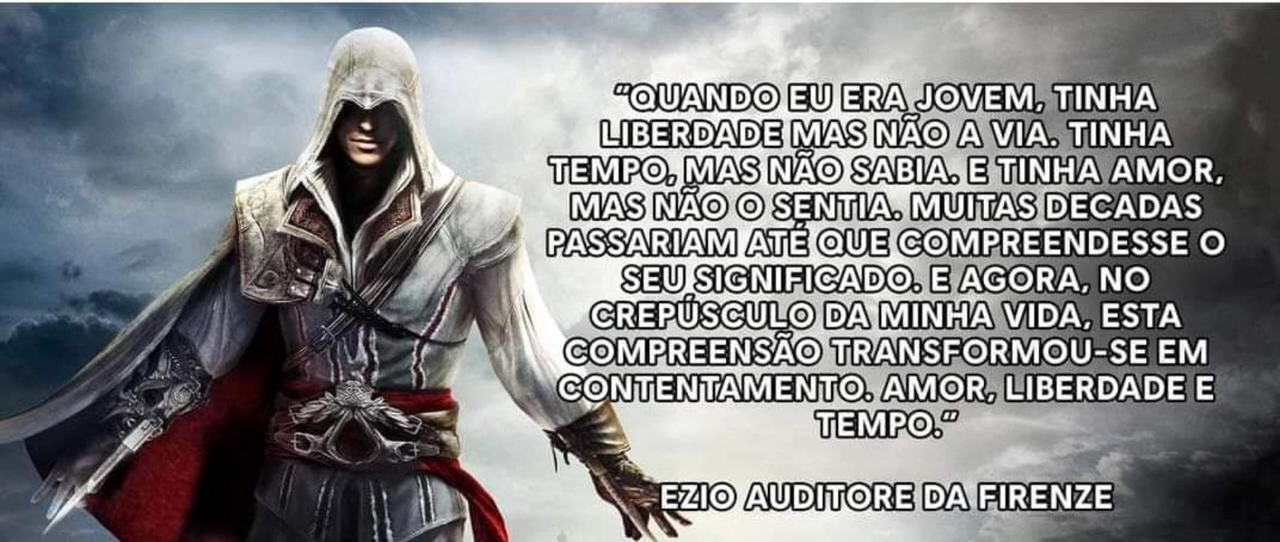 “QUANDO EU ERA JOVEM, TINHA
LIBERDADE MAS NÃO A VIA. TINHA
TEMPO, MAS NÃO SABIA. E TINHA AMOR,
MAS NÃO O SENTIA. MUITAS DECADAS
PASSARIAM ATÉ QUE COMPREENDESSE O
SEU SIGNIFICADO. E AGORA, NO
CREPÚSCULO DA MINHA VIDA, ESTA
COMPREENSÃO TRANSFORMOU-SE EM
CONTENTAMENTO. AMOR, LIBERDADE E
TEMPO.“
EZIO AUDITORE DA FIRENZE